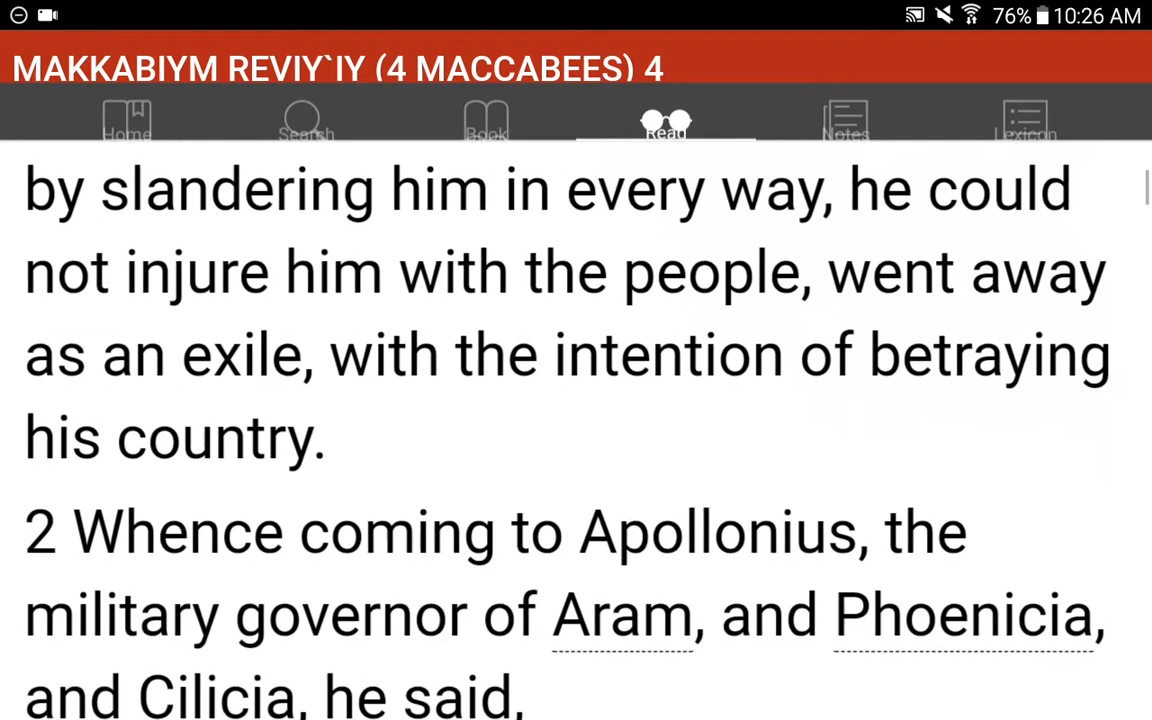 76% 10:26 AM
MAKKABIYM REVIY`IY (4 MACCABEES) 4
Home Search Book Read Notes Lexicon
by slandering him in every way, he could
not injure him with the people, went away
as an exile, with the intention of betraying
his country.
2 Whence coming to Apollonius, the
military governor of Aram, and Phoenicia,
and Cilicia, he said,